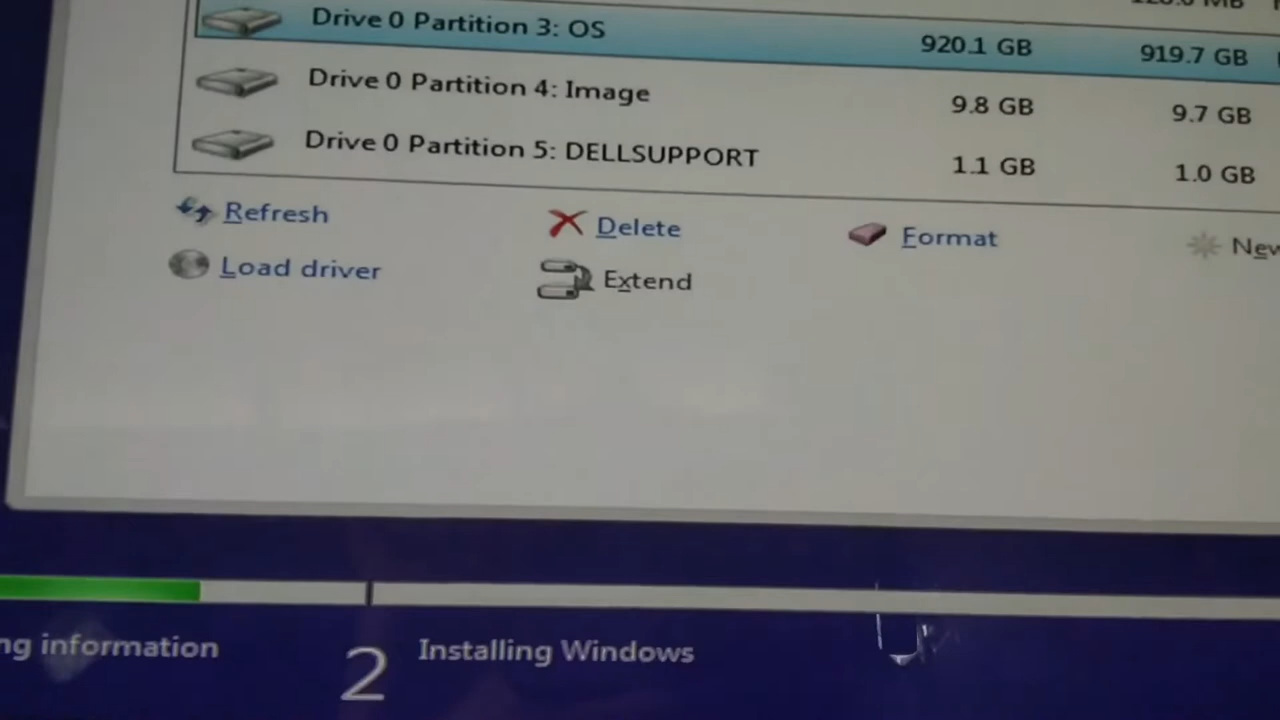 Drive 0 Partition 3: OS 920.1 GB 919.7 GB
Drive 0 Partition 4: Image 9.8 GB 9.7 GB
Drive 0 Partition 5: DELLSUPPORT 1.1 GB 1.0 GB
Refresh Delete Format New
Load driver Extend
ng information 2 Installing Windows